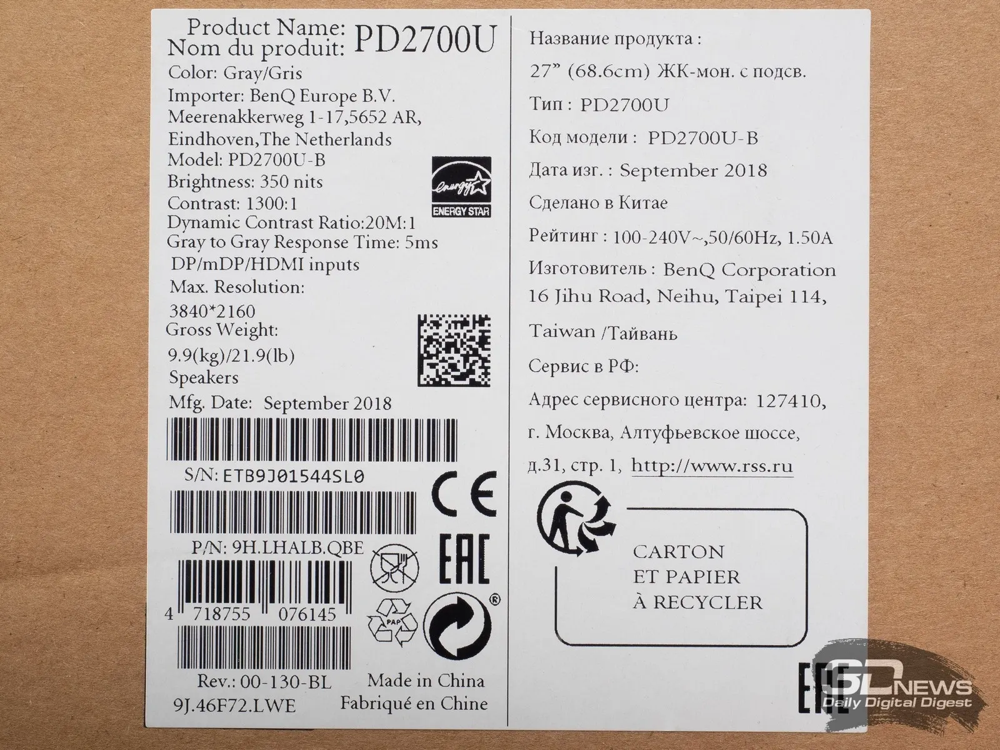 Product Name:
Nom du produit: PD2700U
Color: Gray/Gris
Importer: BenQ Europe B.V.
Meerenakkerweg 1-17,5652 AR,
Eindhoven,The Netherlands
Model: PD2700U-B
Brightness: 350 nits
Contrast: 1300:1
Dynamic Contrast Ratio:20M:1
Gray to Gray Response Time: 5ms
DP/mDP/HDMI inputs
Max. Resolution:
3840*2160
Gross Weight:
9.9(kg)/21.9(lb)
Speakers
Mfg. Date: September 2018
energy
ENERGY STAR
S/N: ETB9J01544SL0
CE
P/N: 9H.LHALB.QBE
EAC
4 718755 076145
PAP
®
Rev.: 00-130-BL
9J.46F72.LWE
Made in China
Fabriqué en Chine
Название продукта :
27” (68.6cm) ЖК-мон. с подсв.
Тип : PD2700U
Код модели : PD2700U-B
Дата изг. : September 2018
Сделано в Китае
Рейтинг : 100-240V~,50/60Hz, 1.50A
Изготовитель : BenQ Corporation
16 Jihu Road, Neihu, Taipei 114,
Taiwan /Тайвань
Сервис в РФ:
Адрес сервисного центра: 127410,
г. Москва, Алтуфьевское шоссе,
д.31, стр. 1, http://www.rss.ru
CARTON
ET PAPIER
À RECYCLER
EAC
3DNEWS
Daily Digital Digest